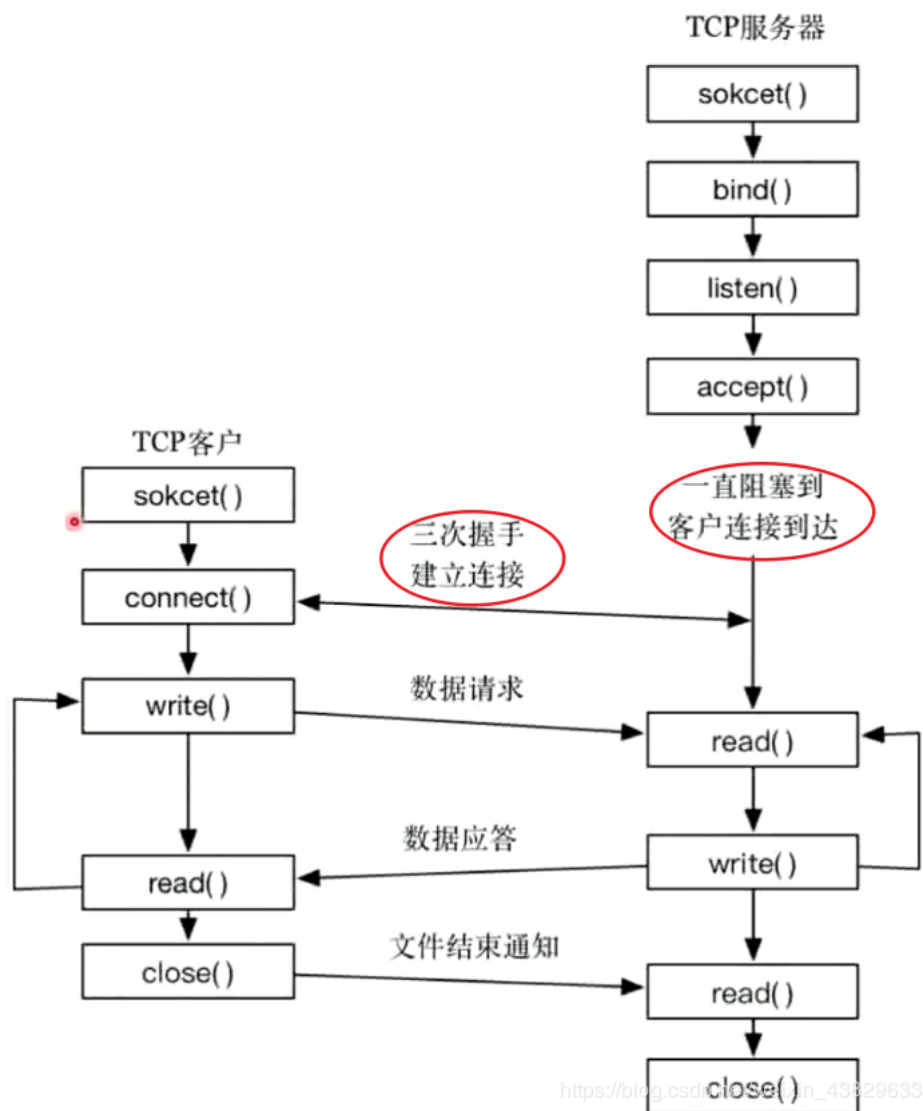 TCP服务器
sokcet()
bind()
listen()
accept()
一直阻塞到
客户连接到达
TCP客户
sokcet()
三次握手
建立连接
connect()
数据请求
write()
read()
数据应答
write()
read()
文件结束通知
close()
read()
close()